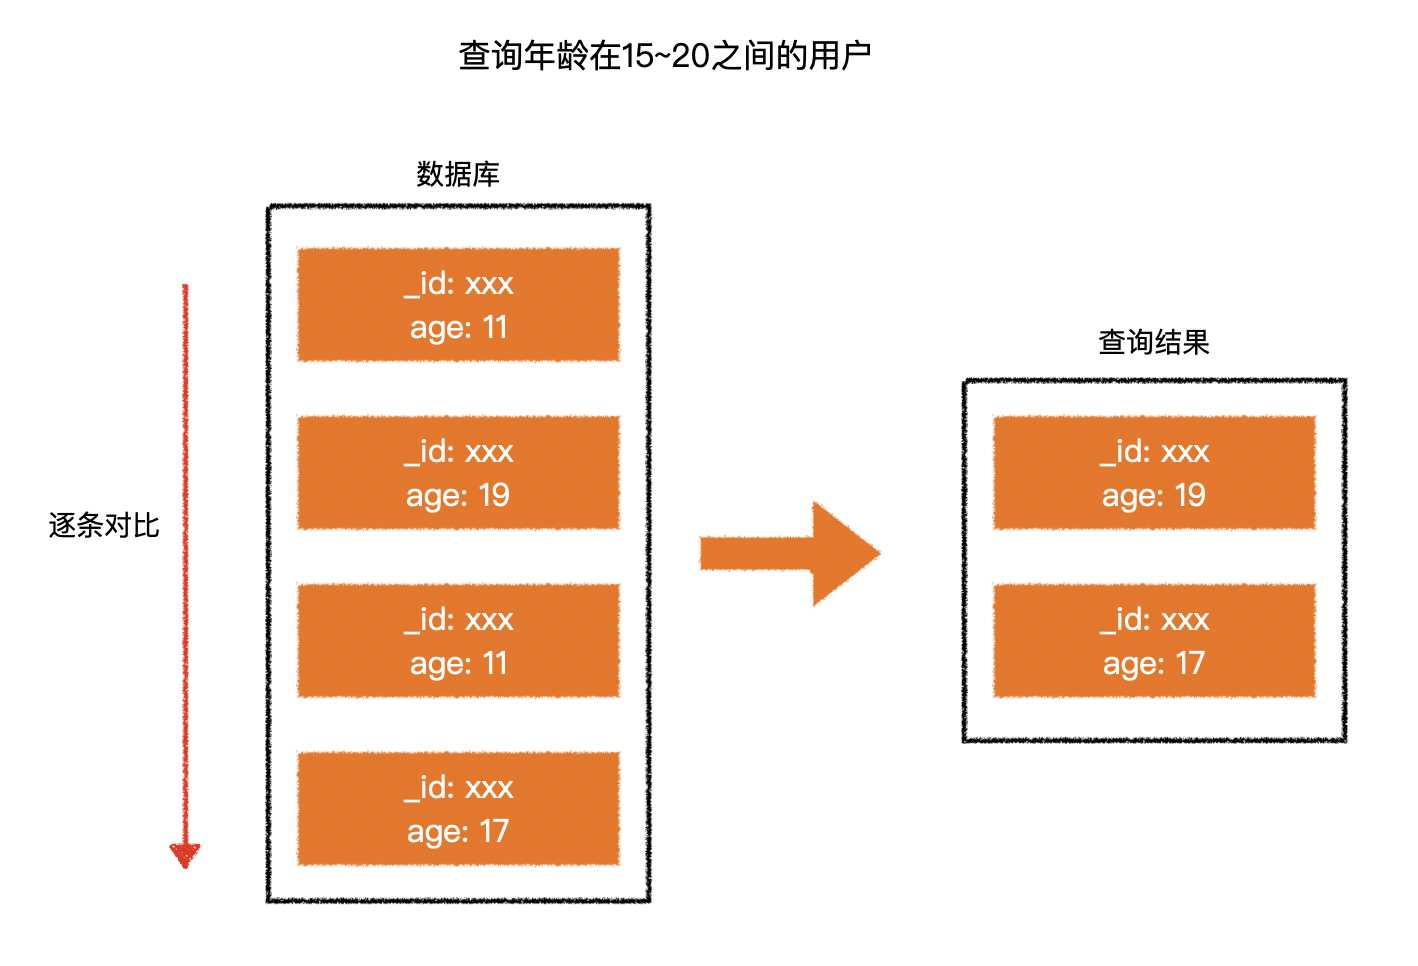 查询年龄在15~20之间的用户
数据库
_id: xxx
age: 11
_id: xxx
age: 19
_id: xxx
age: 11
_id: xxx
age: 17
逐条对比
查询结果
_id: xxx
age: 19
_id: xxx
age: 17